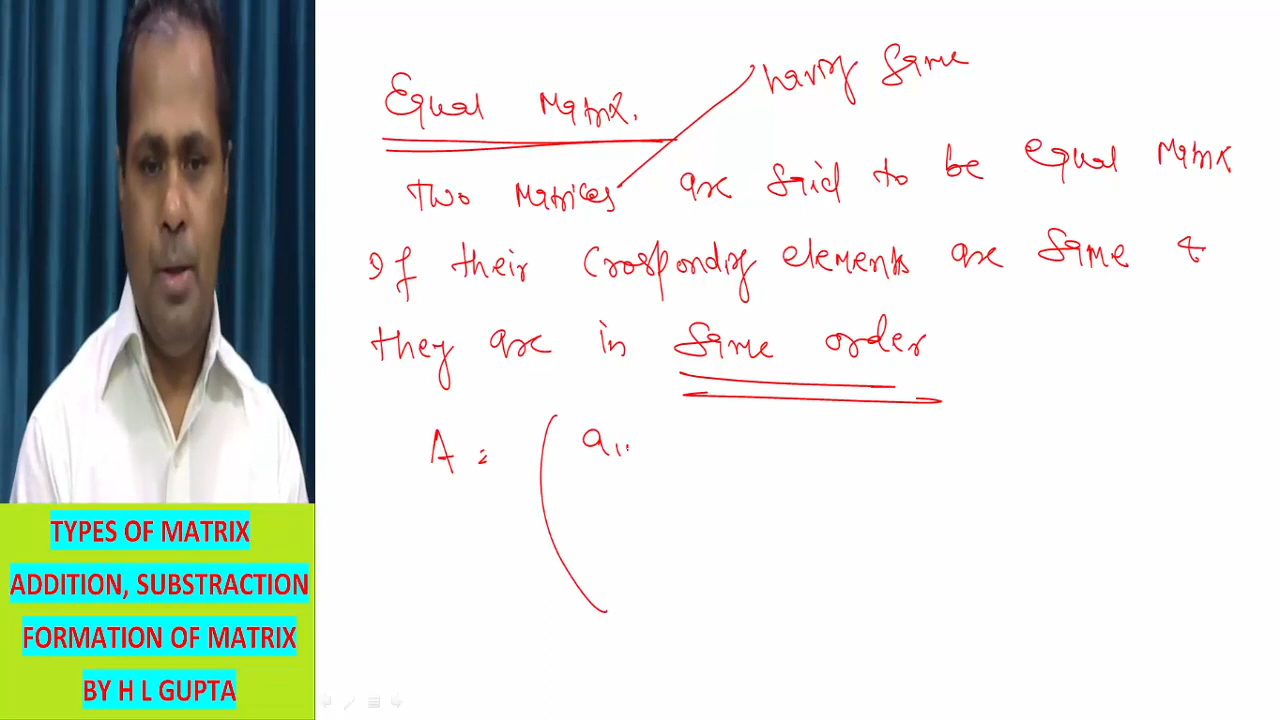 Equal Matrix.
having same
Two Matrices are said to be equal Matrix
If their Crosponding elements are same &
they are in same order
A = ( a11
TYPES OF MATRIX
ADDITION, SUBSTRACTION
FORMATION OF MATRIX
BY H L GUPTA